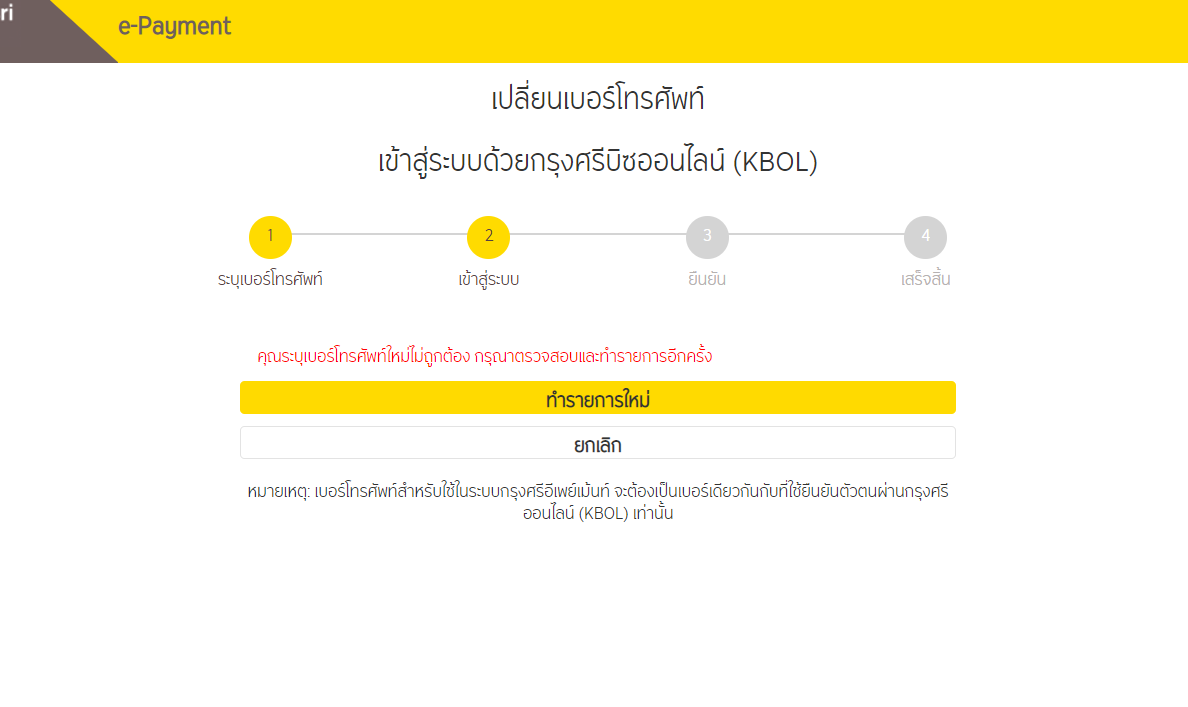 ri
e-Payment
เปลี่ยนเบอร์โทรศัพท์
เข้าสู่ระบบด้วยกรุงศรีบิซออนไลน์ (KBOL)
1
2
3
4
ระบุเบอร์โทรศัพท์
เข้าสู่ระบบ
ยืนยัน
เสร็จสิ้น
คุณระบุเบอร์โทรศัพท์ใหม่ไม่ถูกต้อง กรุณาตรวจสอบและทำรายการอีกครั้ง
ทำรายการใหม่
ยกเลิก
หมายเหตุ: เบอร์โทรศัพท์สำหรับใช้ในระบบกรุงศรีอีเพย์เม้นท์ จะต้องเป็นเบอร์เดียวกันกับที่ใช้ยืนยันตัวตนผ่านกรุงศรี
ออนไลน์ (KBOL) เท่านั้น